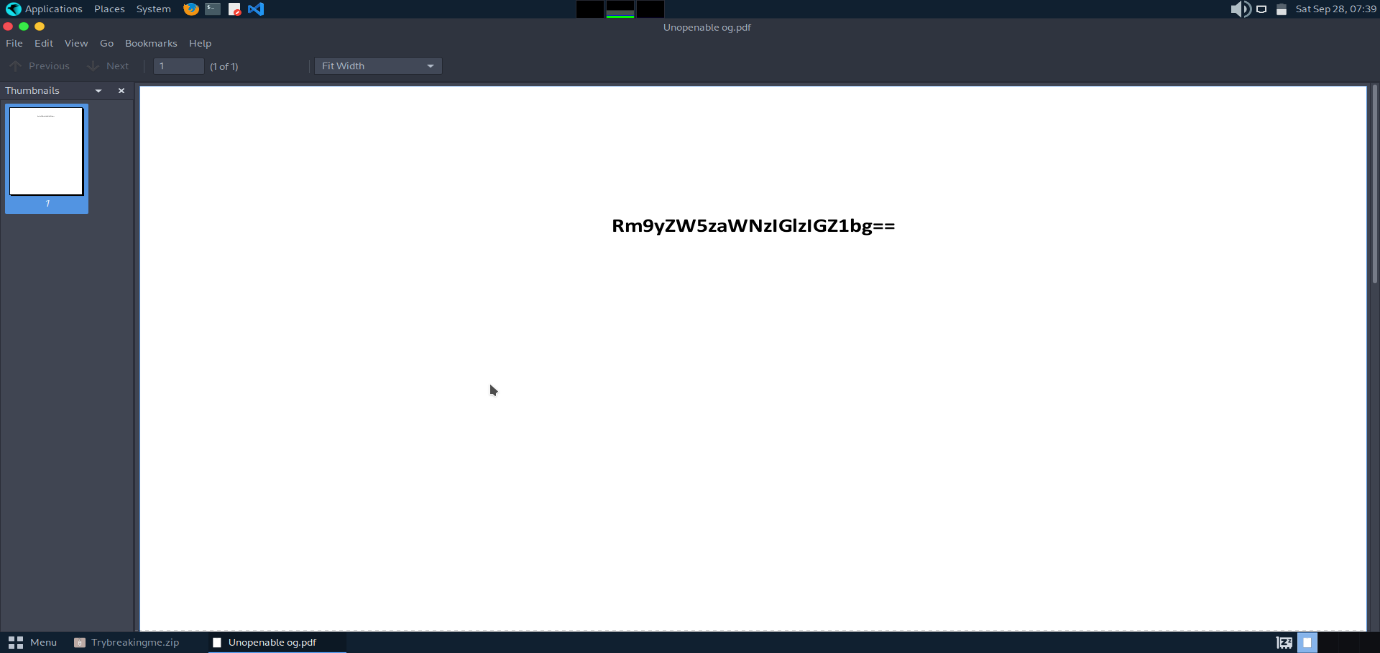 Applications Places System Sat Sep 28, 07:39
Unopenable og.pdf
File Edit View Go Bookmarks Help
Previous Next 1 (1 of 1) Fit Width
Thumbnails
1
Rm9yZW5zaWNzIGlzIGZ1bg==
Menu Trybreakingme.zip Unopenable og.pdf